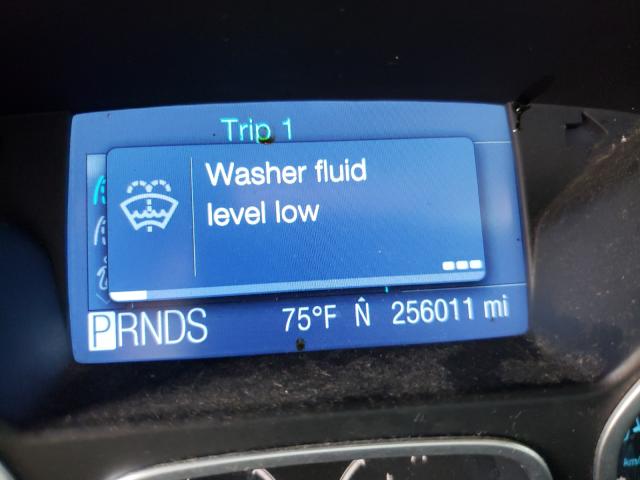 Trip 1
Washer fluid
level low
PRNDS 75°F N 256011 mi